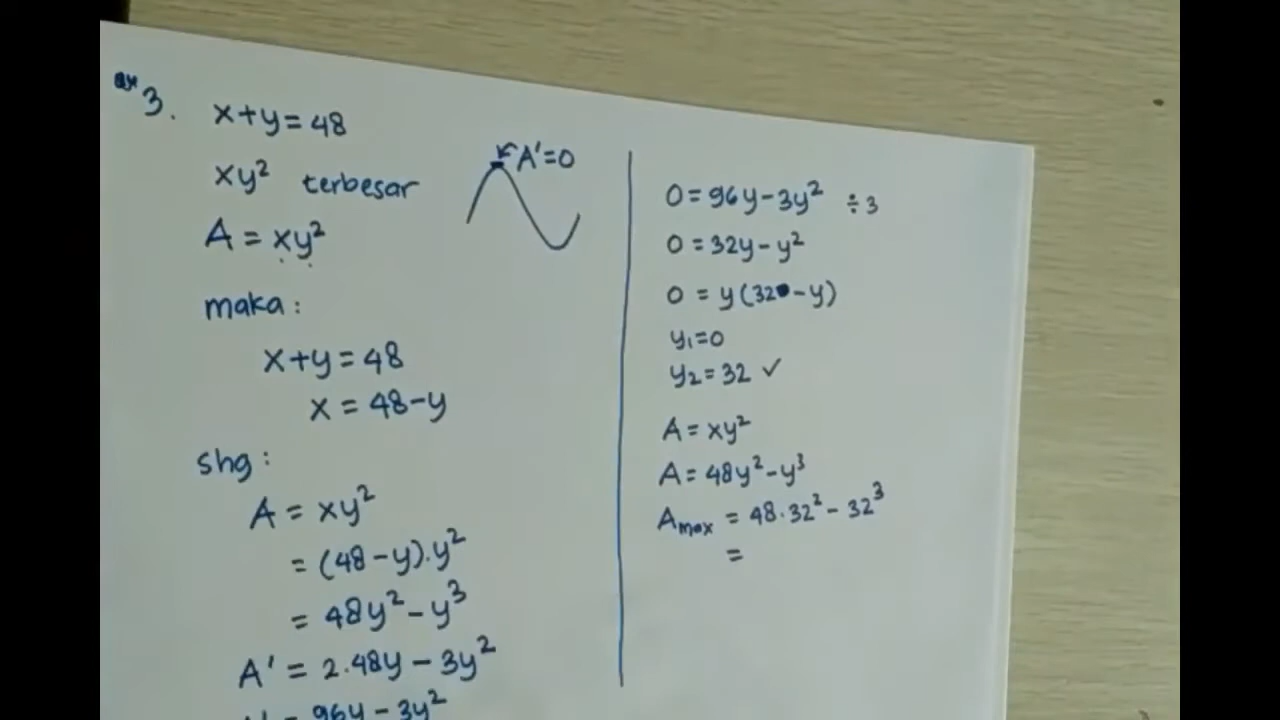 3. x+y=48
xy² terbesar
A = xy²
maka:
x+y=48
x = 48-y
shg:
A = xy²
= (48-y).y²
= 48y² - y³
A' = 2.48y - 3y²
= 96y - 3y²
A'=0
0 = 96y - 3y² ÷3
0 = 32y - y²
0 = y(32 - y)
y₁=0
y₂=32 ✓
A = xy²
A = 48y² - y³
Amax = 48.32² - 32³
=